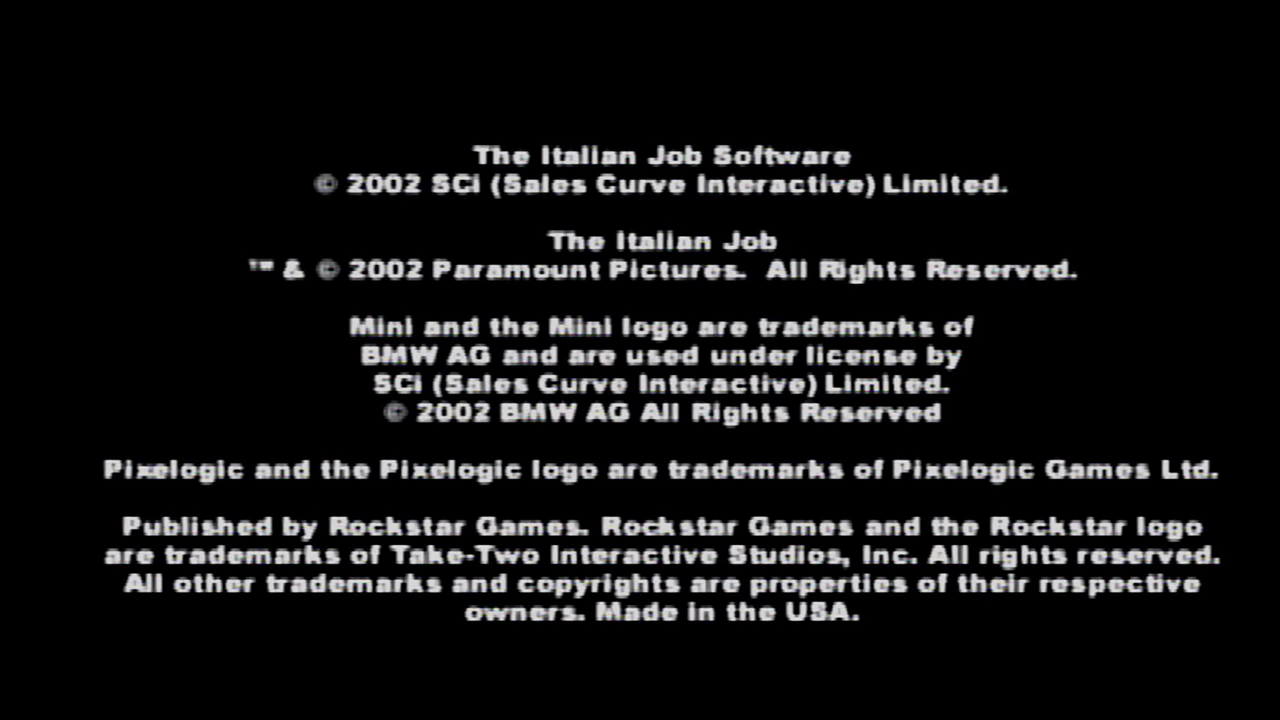 The Italian Job Software
© 2002 SCi (Sales Curve Interactive) Limited.
The Italian Job
™ & © 2002 Paramount Pictures. All Rights Reserved.
Mini and the Mini logo are trademarks of
BMW AG and are used under license by
SCi (Sales Curve Interactive) Limited.
© 2002 BMW AG All Rights Reserved
Pixelogic and the Pixelogic logo are trademarks of Pixelogic Games Ltd.
Published by Rockstar Games. Rockstar Games and the Rockstar logo
are trademarks of Take-Two Interactive Studios, Inc. All rights reserved.
All other trademarks and copyrights are properties of their respective
owners. Made in the USA.